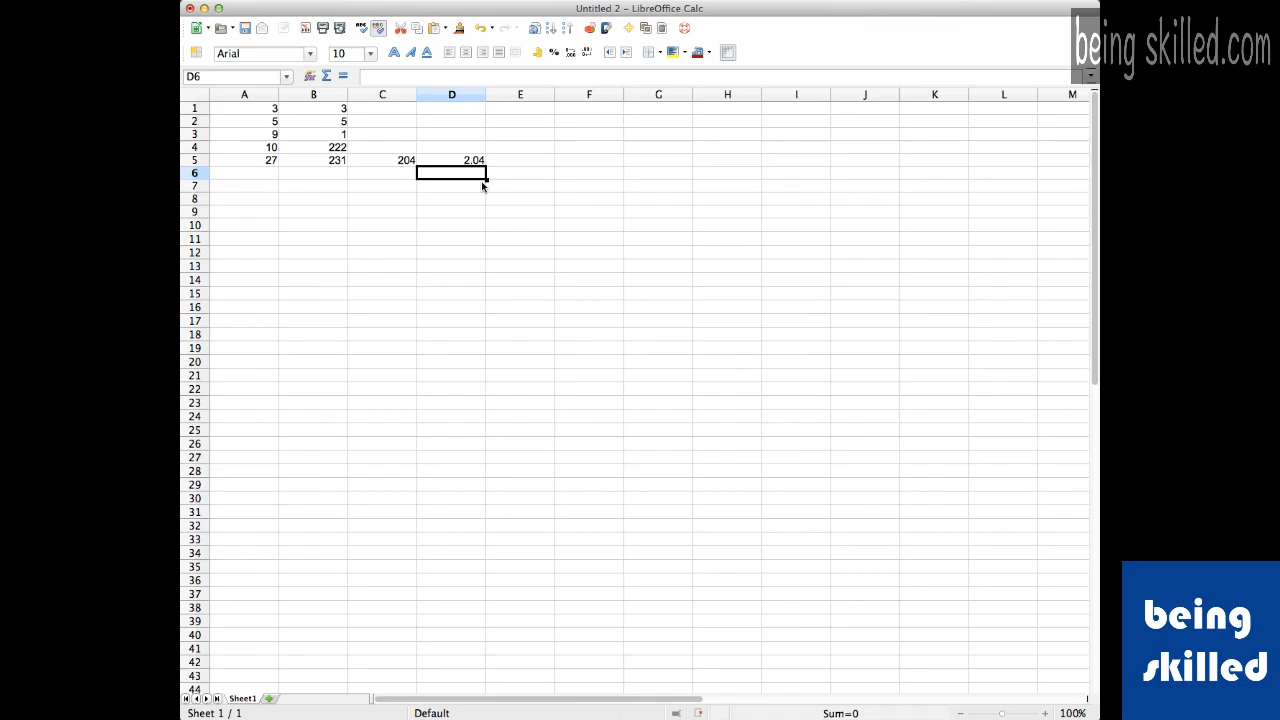 Untitled 2 – LibreOffice Calc
being skilled.com
Arial 10
D6
A B C D E F G H I J K L M
1 3 3
2 5 5
3 9 1
4 10 222
5 27 231 204 2.04
6
7
8
9
10
11
12
13
14
15
16
17
18
19
20
21
22
23
24
25
26
27
28
29
30
31
32
33
34
35
36
37
38
39
40
41
42
43
44
being
skilled
Sheet1
Sheet 1 / 1 Default Sum=0 100%